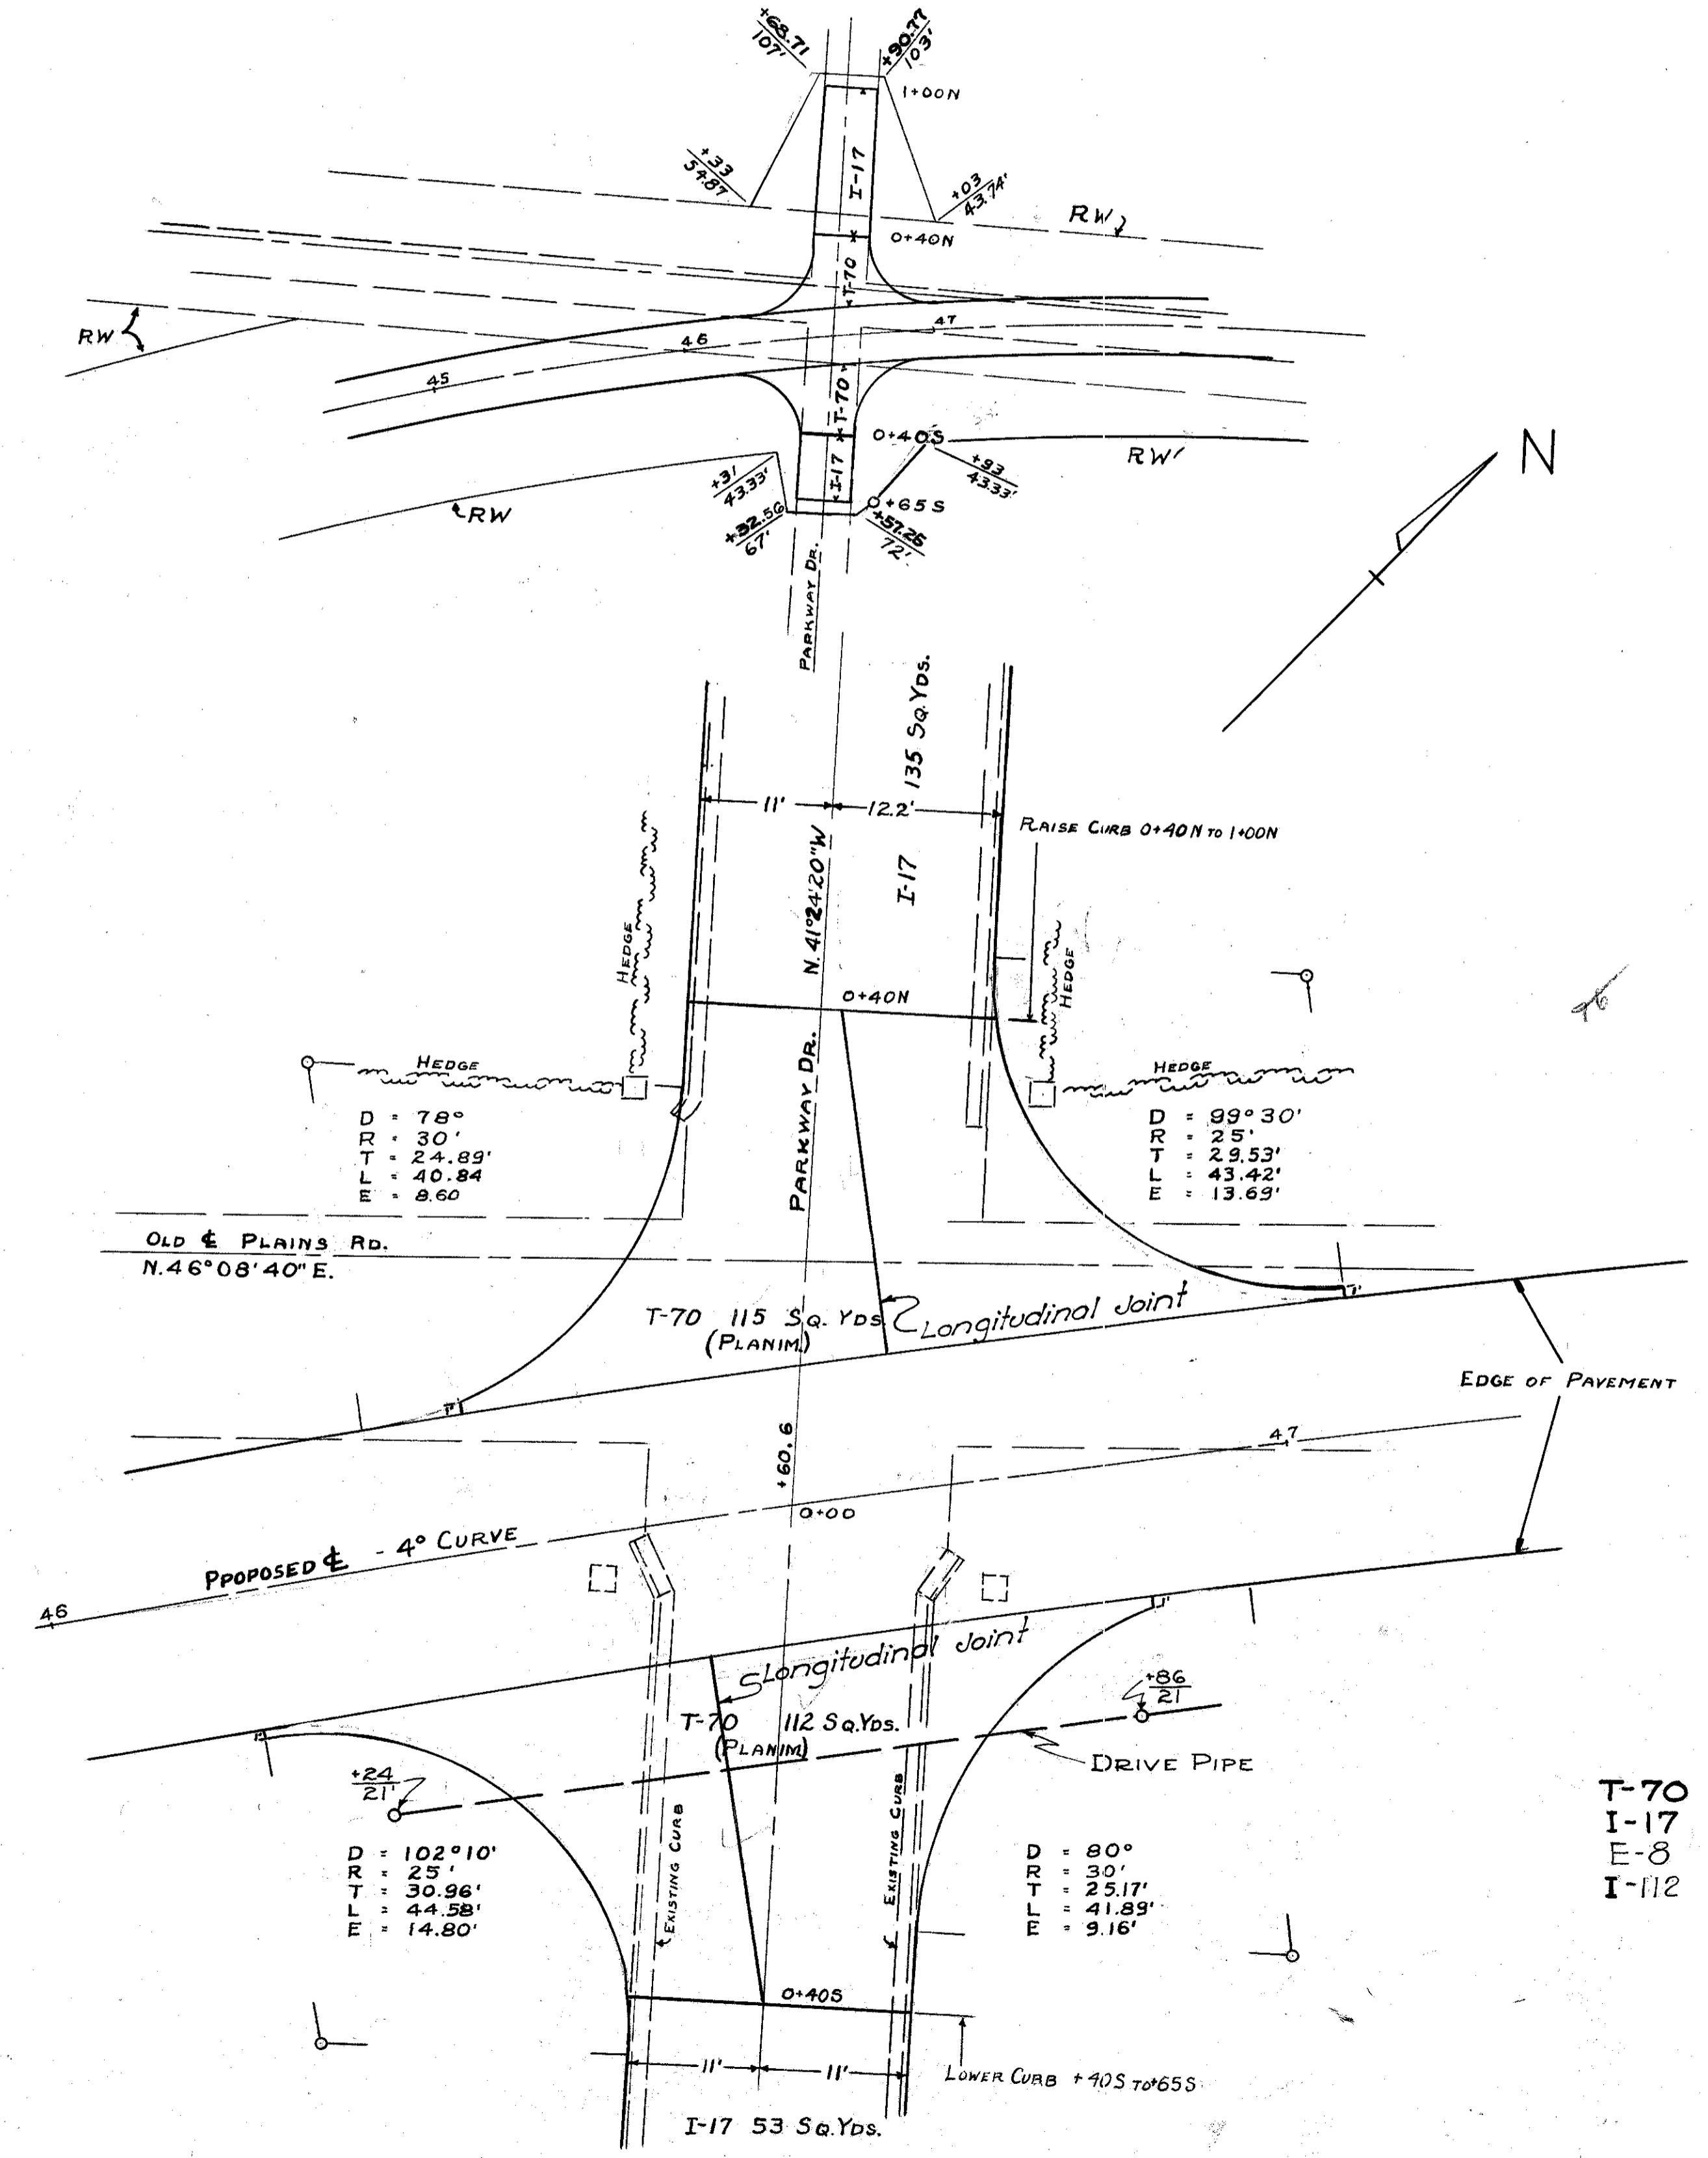 +68.71
107'
+90.77
103'
1+00N
I-17
+33
54.87
+03
43.74'
RW
0+40N
T-70
RW
47
46
45
T-70
0+40S
I-17
+31
43.33'
+93
43.33'
RW'
RW
+65S
+32.56
67'
+57.26
72'
N
PARKWAY DR.
I-17 135 SQ.YDS.
11'
12.2'
RAISE CURB 0+40N TO 1+00N
PARKWAY DR. N.41°24'20"W
HEDGE
HEDGE
0+40N
HEDGE
HEDGE
D = 78°
R = 30'
T = 24.89'
L = 40.84
E = 8.60
D = 99°30'
R = 25'
T = 29.53'
L = 43.42'
E = 13.69'
OLD ℄ PLAINS RD.
N.46°08'40"E.
T-70 115 SQ. YDS
(PLANIM.)
Longitudinal Joint
EDGE OF PAVEMENT
+60.6
47
0+00
PPOPOSED ℄ - 4° CURVE
46
Longitudinal Joint
T-70 112 SQ.YDS.
(PLANIM)
+86
21
DRIVE PIPE
+24
21'
EXISTING CURB
EXISTING CURB
D = 102°10'
R = 25'
T = 30.96'
L = 44.58'
E = 14.80'
D = 80°
R = 30'
T = 25.17'
L = 41.89'
E = 9.16'
T-70
I-17
E-8
I-112
0+40S
11'
11'
LOWER CURB +40S TO +65S
I-17 53 SQ.YDS.